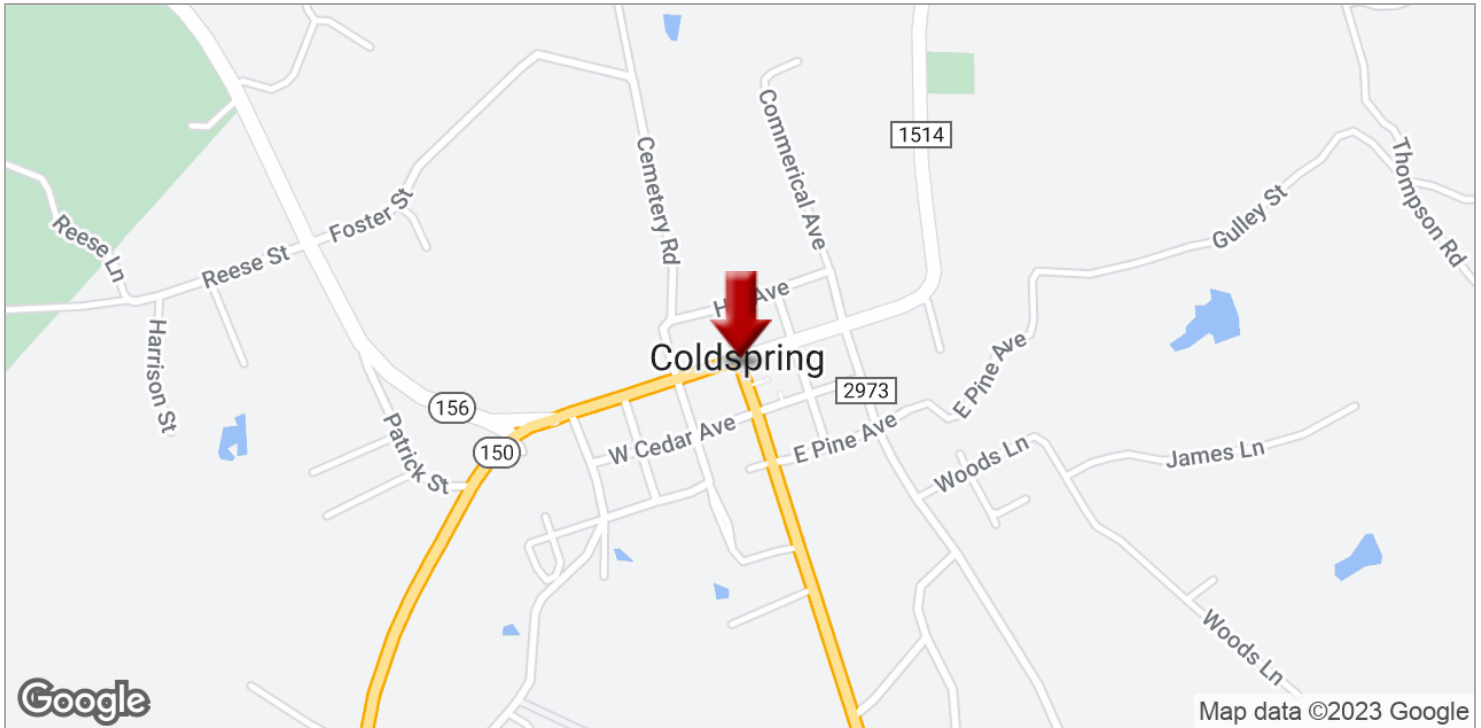 Commerical Ave
1514
Cemetery Rd
Thompson Rd
Foster St
Gulley St
Reese Ln
Reese St
Ave
Harrison St
Coldspring
E Pine Ave
2973
156
150
Patrick St
W Cedar Ave
E Pine Ave
Woods Ln
James Ln
Woods Ln
Google
Map data ©2023 Google